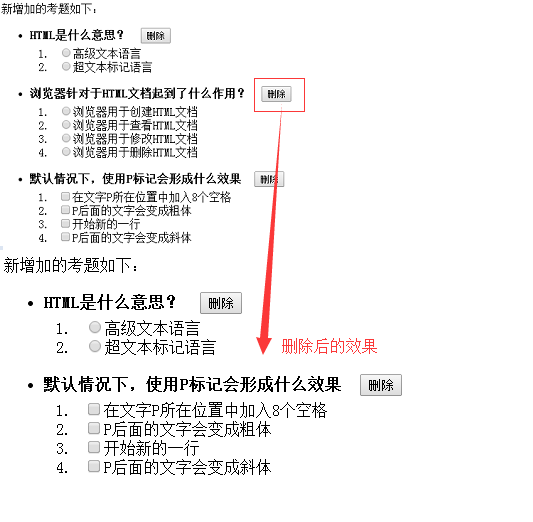 新增加的考题如下:
• HTML是什么意思？ 删除
1. 高级文本语言
2. 超文本标记语言
• 浏览器针对于HTML文档起到了什么作用？ 删除
1. 浏览器用于创建HTML文档
2. 浏览器用于查看HTML文档
3. 浏览器用于修改HTML文档
4. 浏览器用于删除HTML文档
• 默认情况下，使用P标记会形成什么效果 删除
1. 在文字P所在位置中加入8个空格
2. P后面的文字会变成粗体
3. 开始新的一行
4. P后面的文字会变成斜体
新增加的考题如下:
• HTML是什么意思？ 删除
1. 高级文本语言
2. 超文本标记语言
删除后的效果
• 默认情况下，使用P标记会形成什么效果 删除
1. 在文字P所在位置中加入8个空格
2. P后面的文字会变成粗体
3. 开始新的一行
4. P后面的文字会变成斜体